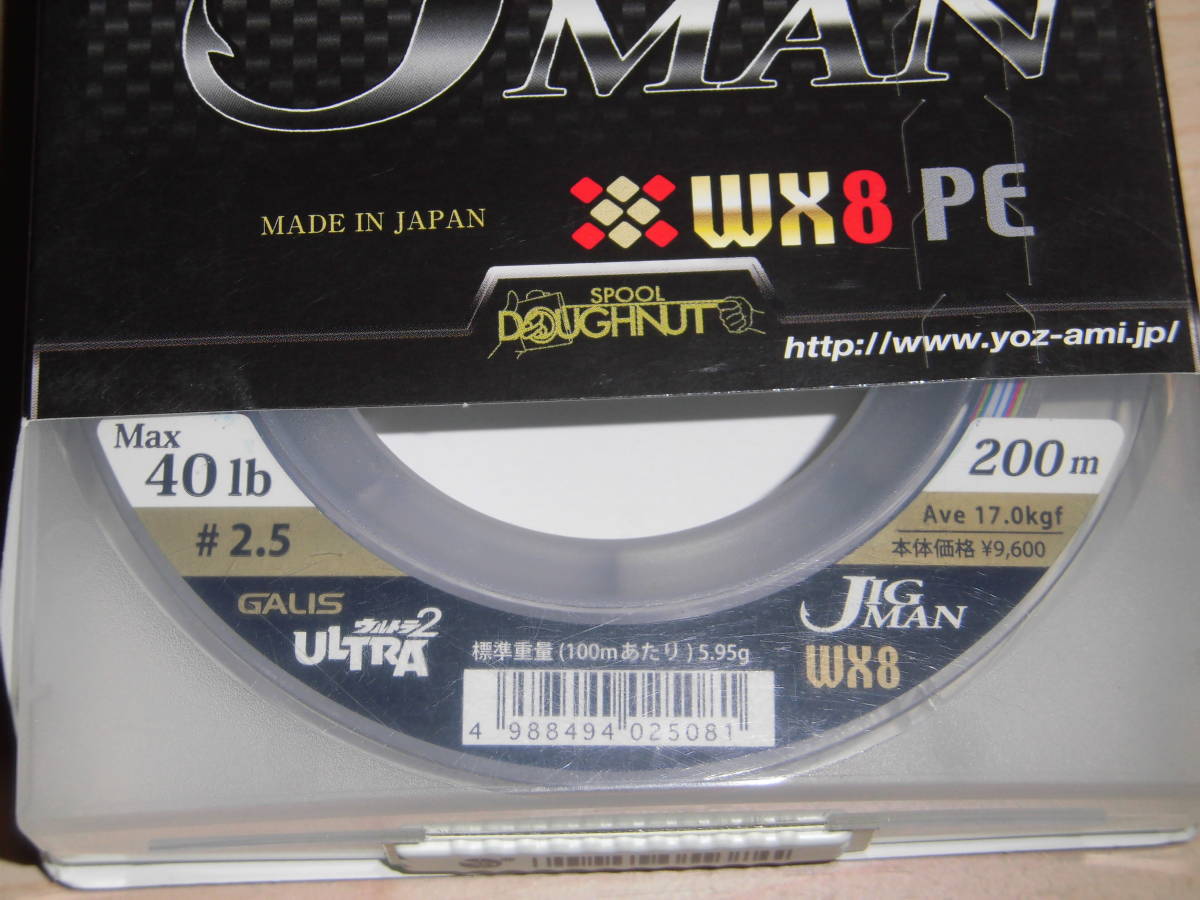 JMAN
MADE IN JAPAN
WX8 PE
SPOOL
DOUGHNUT
http://www.yoz-ami.jp/
Max
40 lb
200 m
# 2.5
Ave 17.0kgf
本体価格 ¥9,600
GALIS
ウルトラ2
ULTRA
JIG
MAN
WX8
標準重量 (100mあたり) 5.95g
4 988494 025081